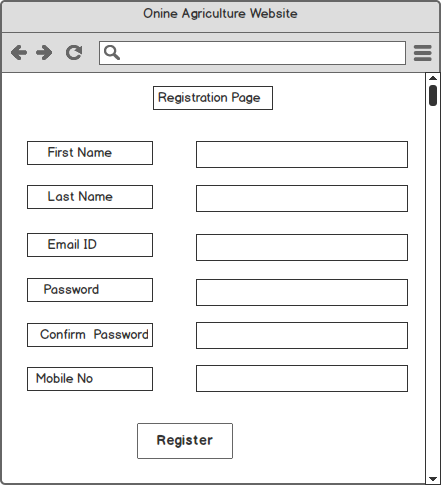 Onine Agriculture Website
Registration Page
First Name
Last Name
Email ID
Password
Confirm Password
Mobile No
Register